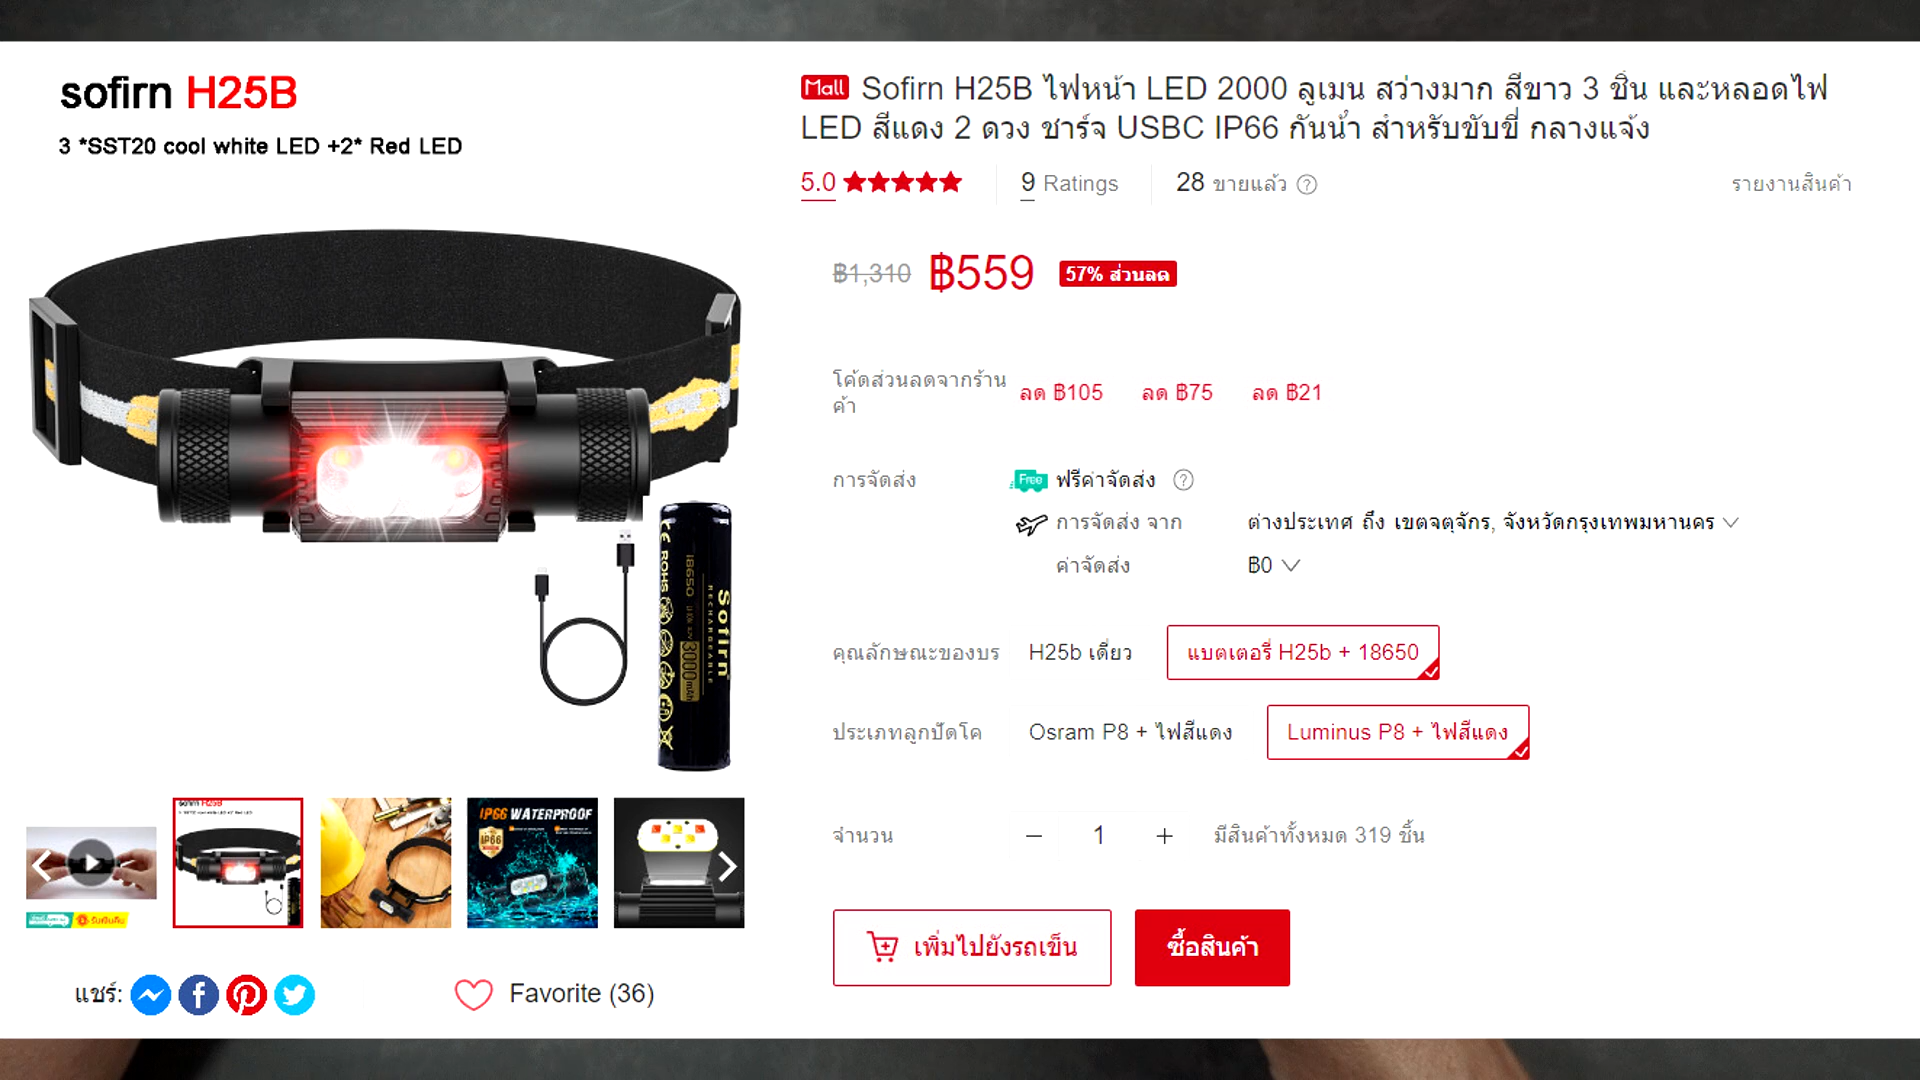 sofirn H25B
3 *SST20 cool white LED +2* Red LED
CE ROHS
18650
3000mAh
RECHARGEABLE
Sofirn
IP66 WATERPROOF
IP66
แชร์:
Favorite (36)
Mall Sofirn H25B ไฟหน้า LED 2000 ลูเมน สว่างมาก สีขาว 3 ชิ้น และหลอดไฟ
LED สีแดง 2 ดวง ชาร์จ USBC IP66 กันน้ำ สำหรับขับขี่ กลางแจ้ง
5.0 9 Ratings 28 ขายแล้ว ? รายงานสินค้า
฿1,310 ฿559 57% ส่วนลด
โค้ดส่วนลดจากร้าน
ค้า
ลด ฿105 ลด ฿75 ลด ฿21
การจัดส่ง Free ฟรีค่าจัดส่ง ?
การจัดส่ง จาก ต่างประเทศ ถึง เขตจตุจักร, จังหวัดกรุงเทพมหานคร
ค่าจัดส่ง ฿0
คุณลักษณะของบร H25b เดี่ยว แบตเตอรี่ H25b + 18650
ประเภทลูกปัดโค Osram P8 + ไฟสีแดง Luminus P8 + ไฟสีแดง
จำนวน − 1 + มีสินค้าทั้งหมด 319 ชิ้น
เพิ่มไปยังรถเข็น ซื้อสินค้า